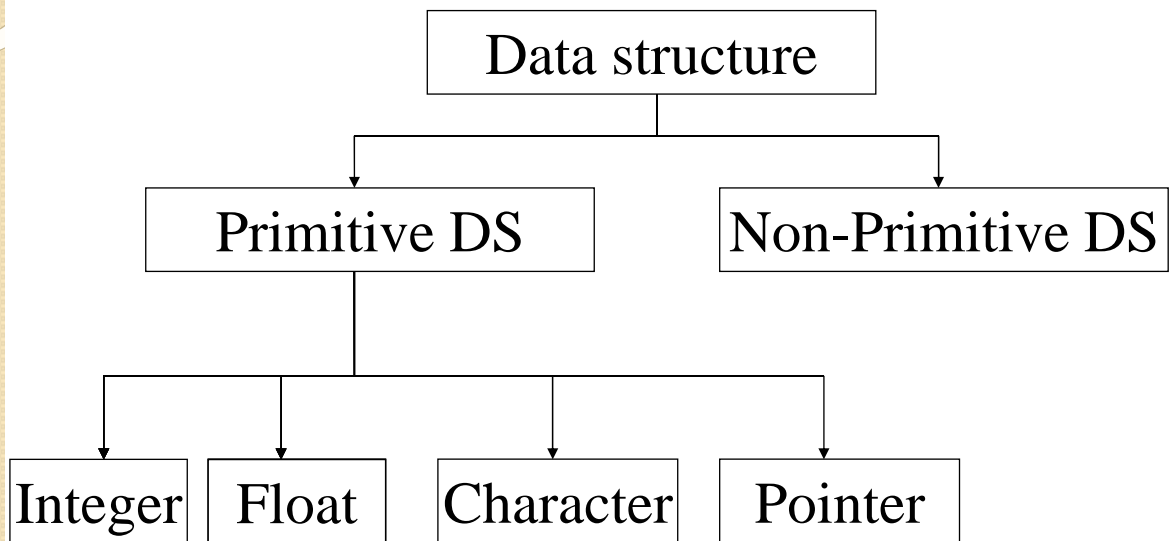 Data structure
Primitive DS
Non-Primitive DS
Integer
Float
Character
Pointer